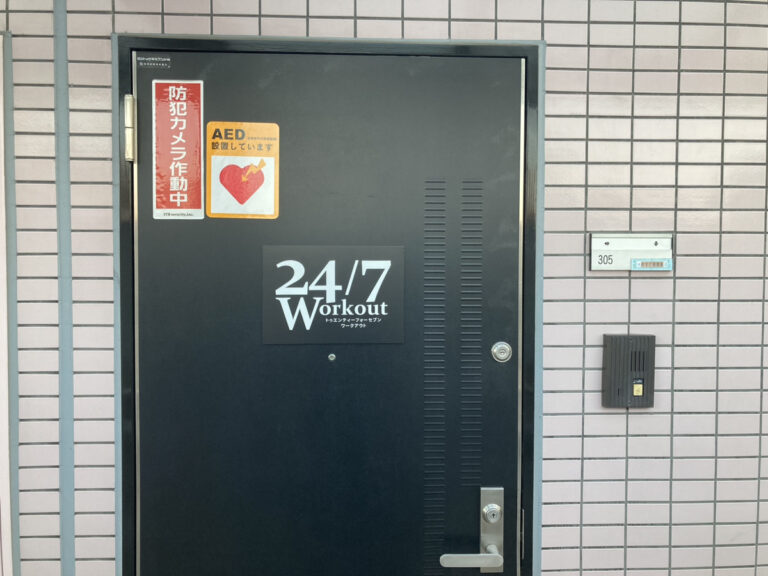 防犯カメラ作動中
AED
設置しています
24/7
Workout
トゥエンティーフォーセブン
ワークアウト
305